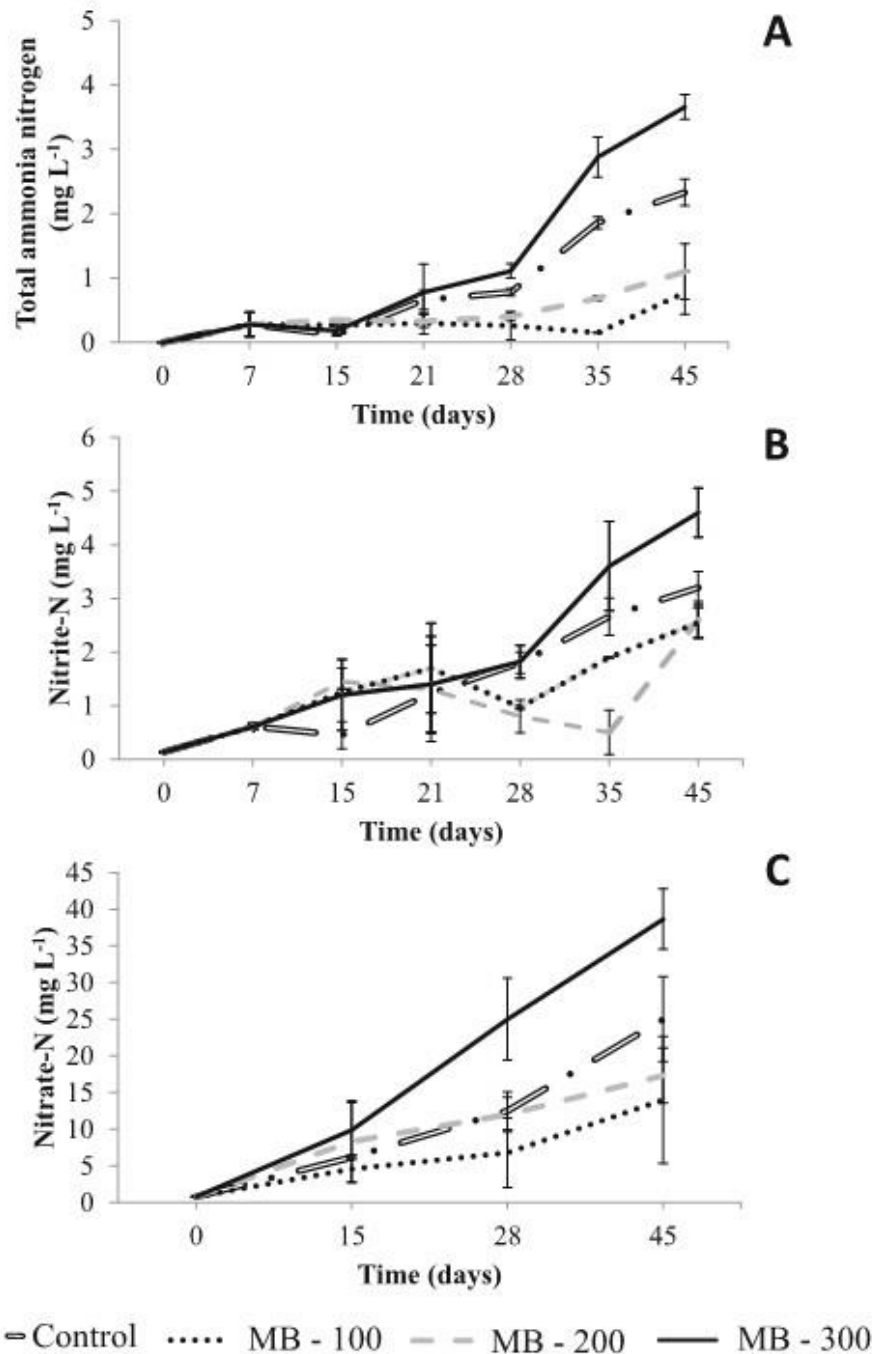 A
Total ammonia nitrogen
(mg L-1)
5
4
3
2
1
0
0 7 15 21 28 35 45
Time (days)
B
Nitrite-N (mg L-1)
6
5
4
3
2
1
0
0 7 15 21 28 35 45
Time (days)
C
Nitrate-N (mg L-1)
45
40
35
30
25
20
15
10
5
0
0 15 28 45
Time (days)
Control MB - 100 MB - 200 MB - 300